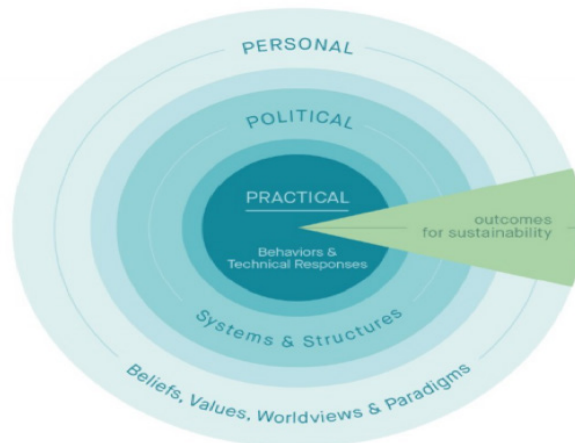 PERSONAL
POLITICAL
PRACTICAL
outcomes
for sustainability
Behaviors &
Technical Responses
Systems & Structures
Beliefs, Values, Worldviews & Paradigms